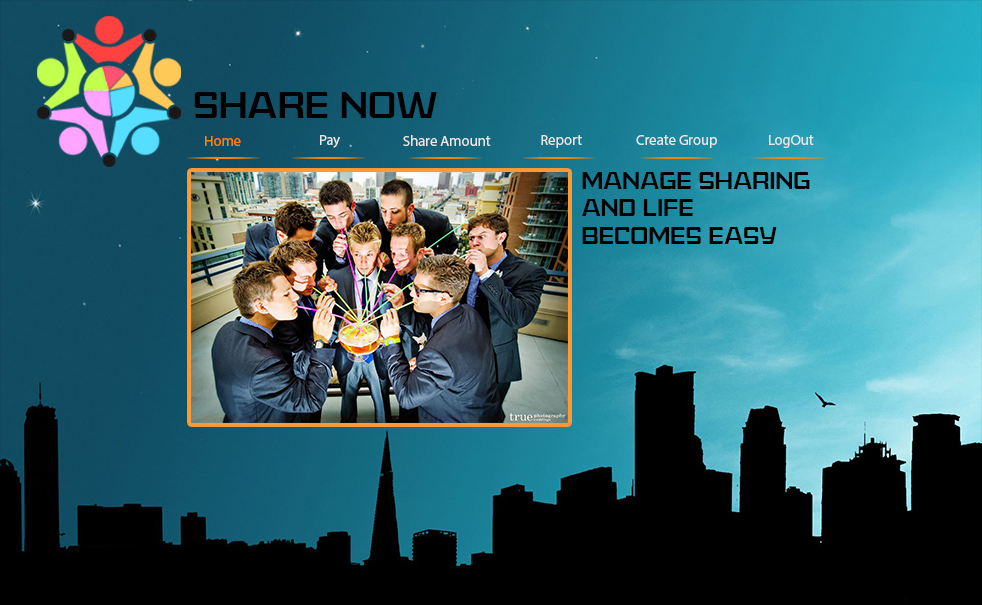 SHARE NOW
Home Pay Share Amount Report Create Group LogOut
MANAGE SHARING
AND LIFE
BECOMES EASY
true photography